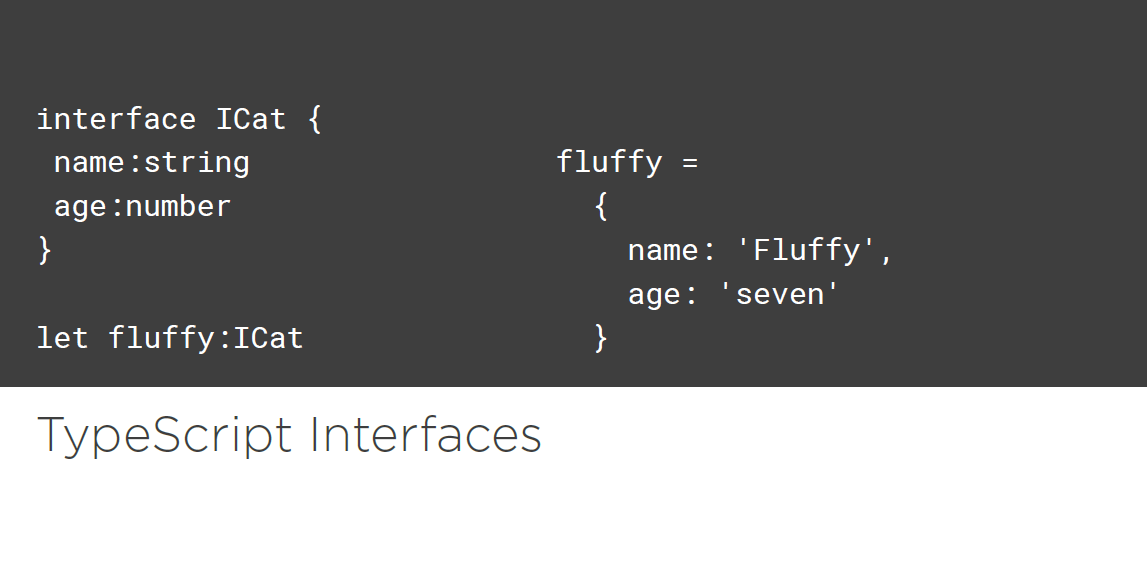 interface ICat {
 name:string
 age:number
}
let fluffy:ICat
fluffy =
  {
    name: 'Fluffy',
    age: 'seven'
  }
TypeScript Interfaces